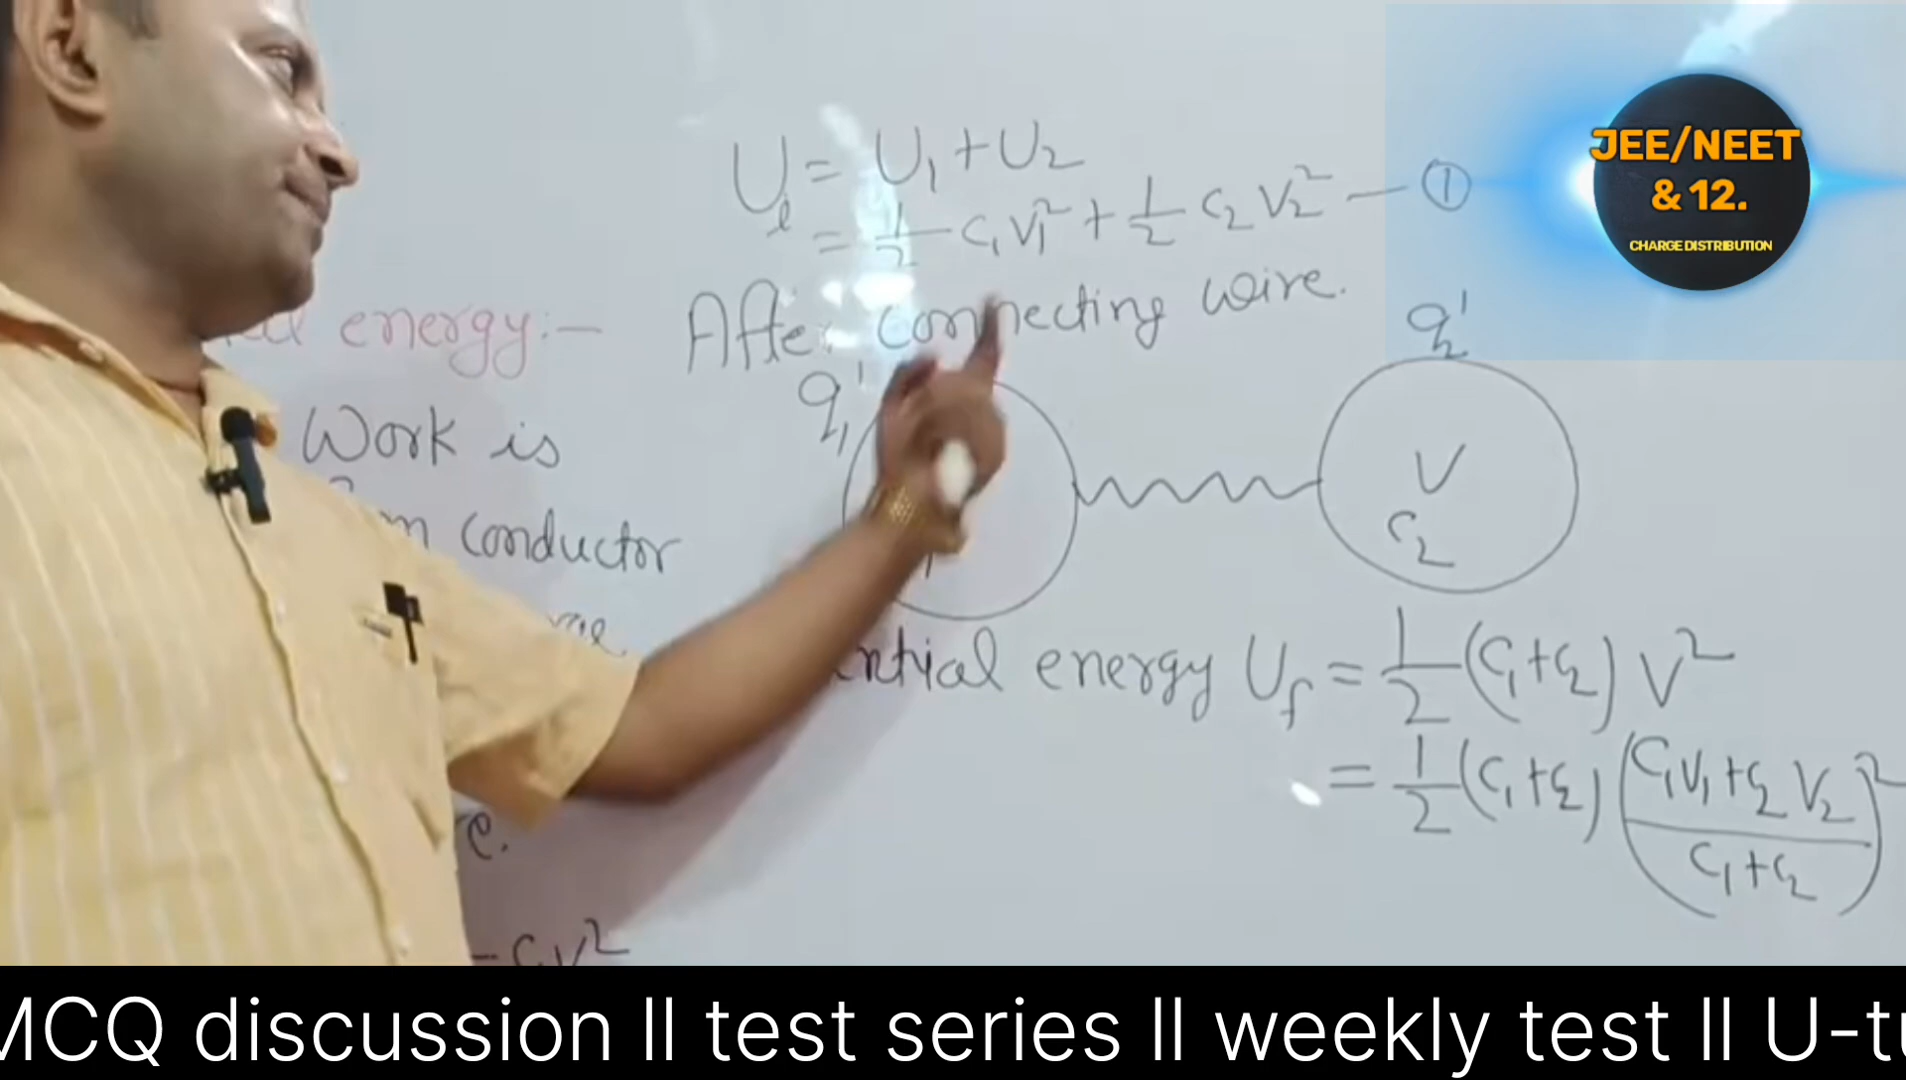 U_i = U₁ + U₂
= 1/2 C₁V₁² + 1/2 C₂V₂² — ①
energy:—
After connecting wire.
q₁'
q₂'
Work is
V
C₂
conductor
energy U_f = 1/2 (C₁+C₂) V²
= 1/2 (C₁+C₂) (C₁V₁+C₂V₂ / C₁+C₂)²
e.
CV²
JEE/NEET
& 12.
CHARGE DISTRIBUTION
MCQ discussion ll test series ll weekly test ll U-tu